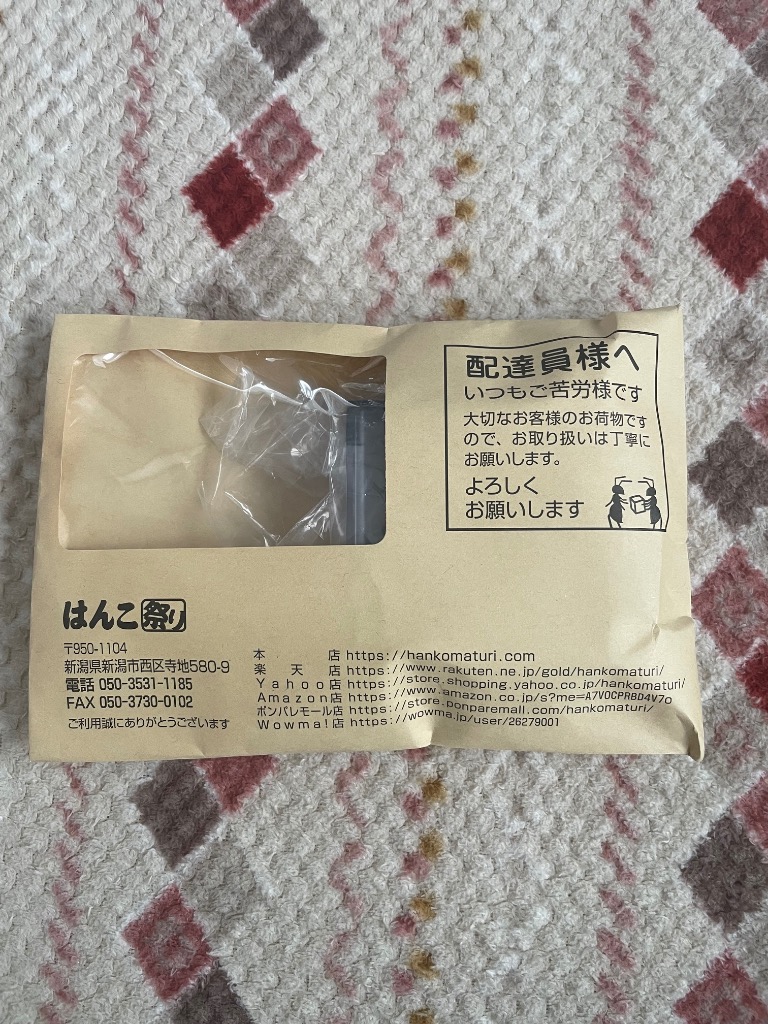 配達員様へ
いつもご苦労様です
大切なお客様のお荷物です
ので、お取り扱いは丁寧に
お願いします。
よろしく
お願いします
はんこ祭り
〒950-1104
新潟県新潟市西区寺地580-9
電話 050-3531-1185
FAX 050-3730-0102
ご利用誠にありがとうございます
本店 https://hankomaturi.com
楽天店 https://www.rakuten.ne.jp/gold/hankomaturi/
Yahoo店 https://store.shopping.yahoo.co.jp/hankomaturi/
Amazon店 https://www.amazon.co.jp/s?me=A7VOCPRBD4V7o
ポンパレモール店 https://store.ponparemall.com/hankomaturi/
Wowma!店 https://wowma.jp/user/26279001